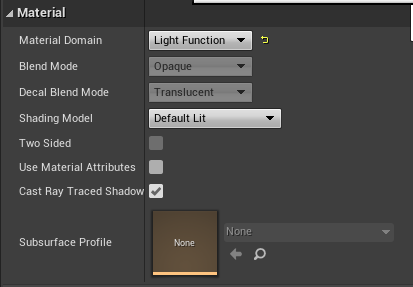 Material
Material Domain Light Function
Blend Mode Opaque
Decal Blend Mode Translucent
Shading Model Default Lit
Two Sided
Use Material Attributes
Cast Ray Traced Shadow
Subsurface Profile None None